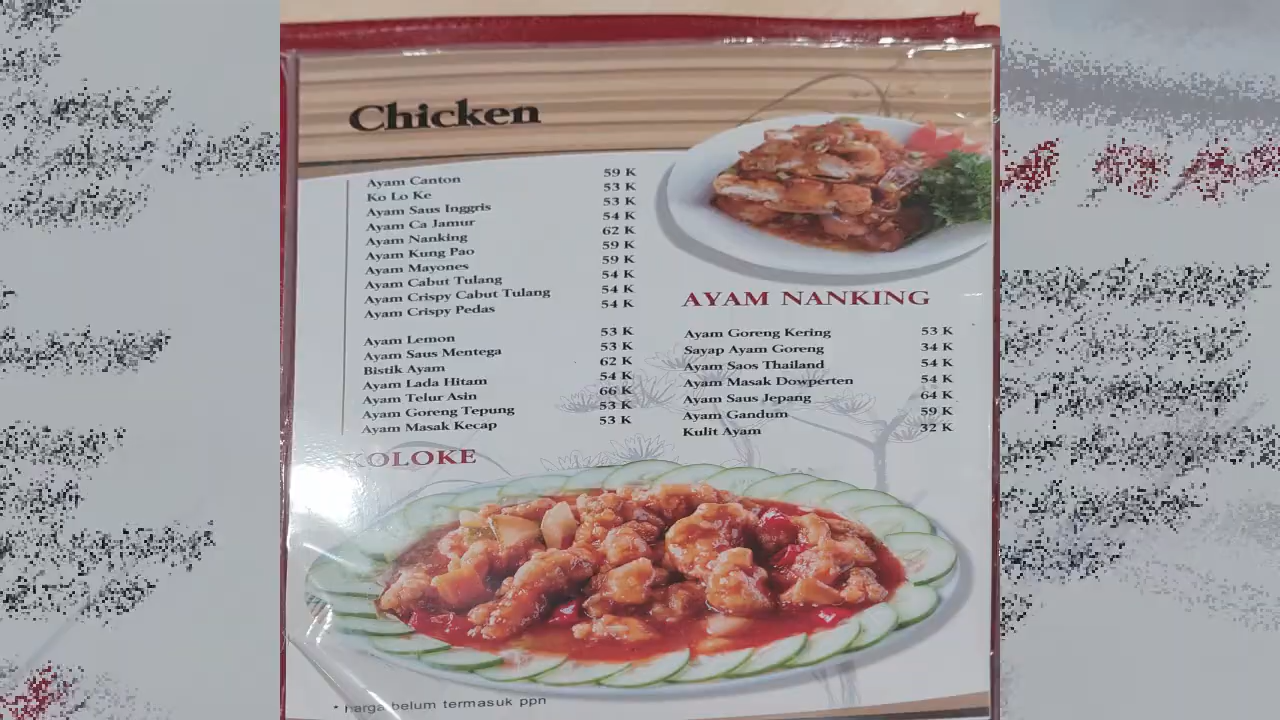 Chicken
Ayam Canton 59 K
Ko Lo Ke 53 K
Ayam Saus Inggris 53 K
Ayam Ca Jamur 54 K
Ayam Nanking 62 K
Ayam Kung Pao 59 K
Ayam Mayones 59 K
Ayam Cabut Tulang 54 K
Ayam Crispy Cabut Tulang 54 K
Ayam Crispy Pedas 54 K
Ayam Lemon 53 K
Ayam Saus Mentega 53 K
Bistik Ayam 62 K
Ayam Lada Hitam 54 K
Ayam Telur Asin 66 K
Ayam Goreng Tepung 53 K
Ayam Masak Kecap 53 K
KOLOKE
AYAM NANKING
Ayam Goreng Kering 53 K
Sayap Ayam Goreng 34 K
Ayam Saos Thailand 54 K
Ayam Masak Dowperten 54 K
Ayam Saus Jepang 64 K
Ayam Gandum 59 K
Kulit Ayam 32 K
* harga belum termasuk ppn